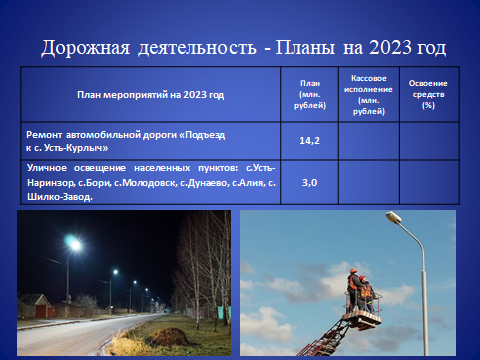 Дорожная деятельность - Планы на 2023 год
План мероприятий на 2023 год
План
(млн.
рублей)
Кассовое
исполнение
(млн.
рублей)
Освоение
средств
(%)
Ремонт автомобильной дороги «Подъезд
к с. Усть-Курлыч»
14,2
Уличное освещение населенных пунктов: с.Усть-
Наринзор, с.Бори, с.Молодовск, с.Дунаево, с.Алия, с.
Шилко-Завод.
3,0